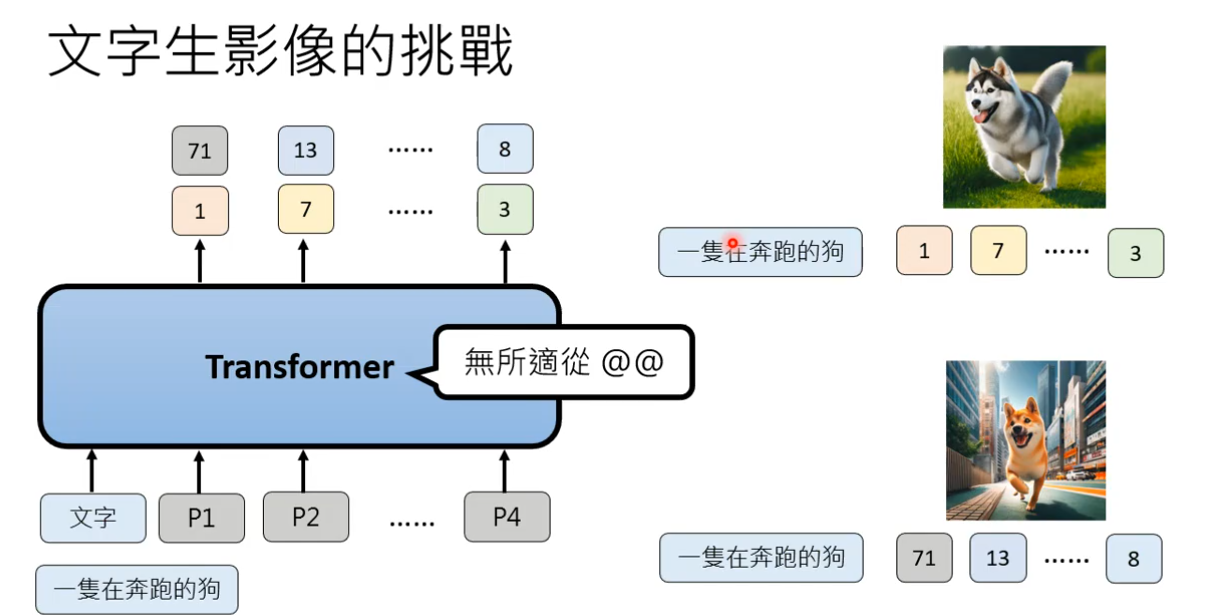 文字生影像的挑戰
71 13 …… 8
1 7 …… 3
Transformer
無所適從 @@
文字 P1 P2 …… P4
一隻在奔跑的狗
一隻在奔跑的狗 1 7 …… 3
一隻在奔跑的狗 71 13 …… 8